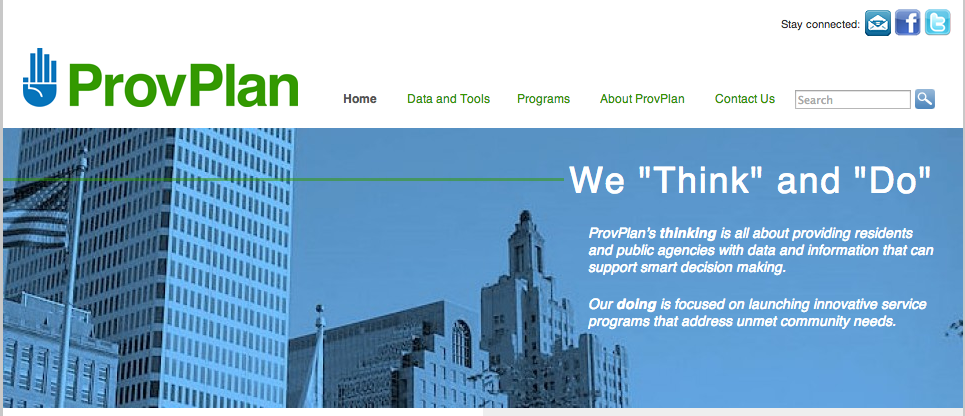 Stay connected:
ProvPlan
Home Data and Tools Programs About ProvPlan Contact Us Search
We "Think" and "Do"
ProvPlan's thinking is all about providing residents
and public agencies with data and information that can
support smart decision making.
Our doing is focused on launching innovative service
programs that address unmet community needs.